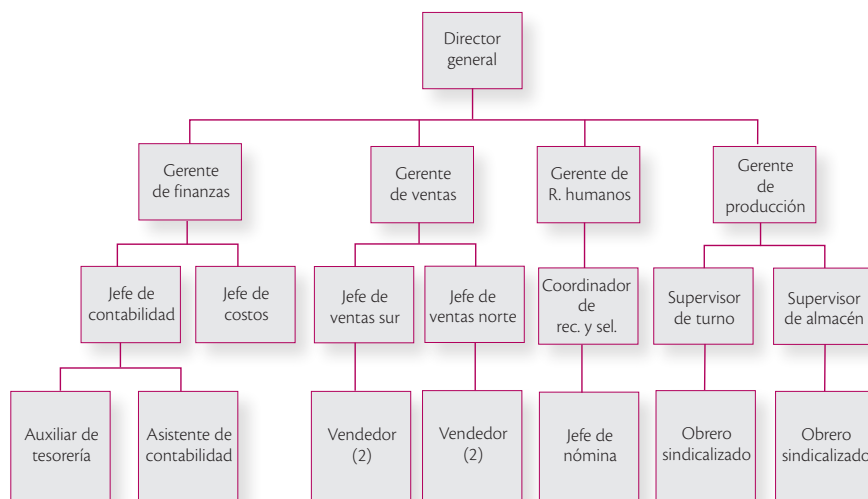 Director
general
Gerente
de finanzas
Gerente
de ventas
Gerente de
R. humanos
Gerente
de
producción
Jefe de
contabilidad
Jefe de
costos
Jefe de
ventas sur
Jefe de
ventas norte
Coordinador
de
rec. y sel.
Supervisor
de turno
Supervisor
de almacén
Auxiliar de
tesorería
Asistente de
contabilidad
Vendedor
(2)
Vendedor
(2)
Jefe de
nómina
Obrero
sindicalizado
Obrero
sindicalizado